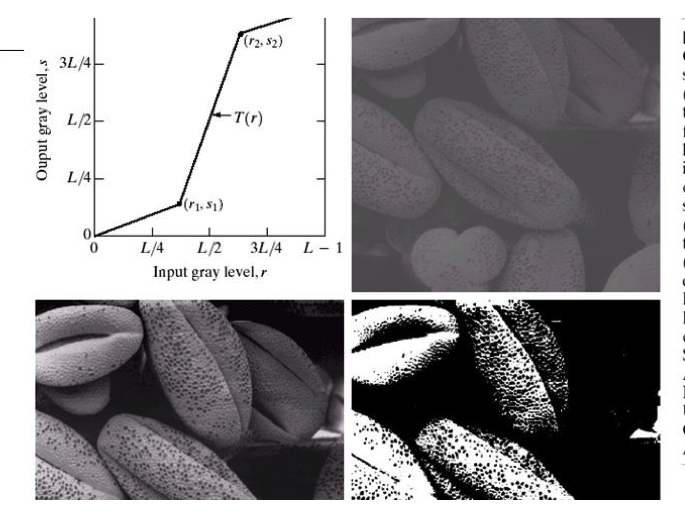 Ouput gray level, s
3L/4
L/2
L/4
0
(r₂, s₂)
T(r)
(r₁, s₁)
0 L/4 L/2 3L/4 L − 1
Input gray level, r